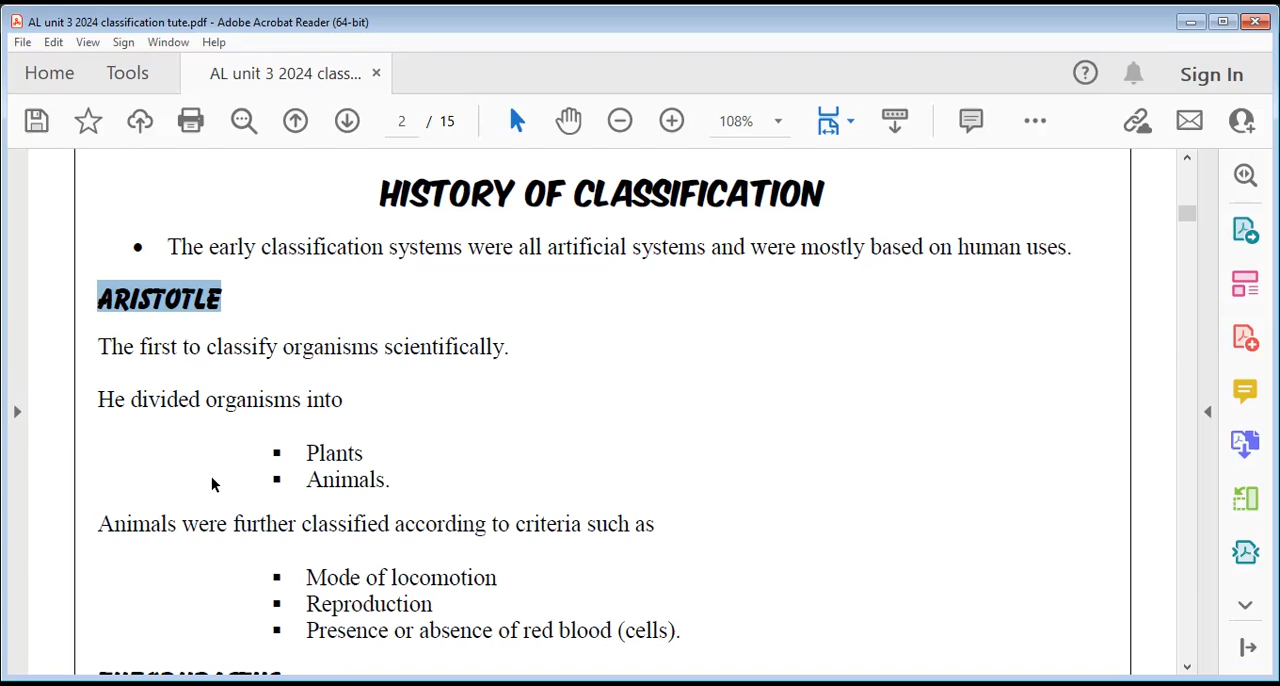 AL unit 3 2024 classification tute.pdf - Adobe Acrobat Reader (64-bit)
File Edit View Sign Window Help
Home Tools AL unit 3 2024 class... × Sign In
2 / 15 108%
HISTORY OF CLASSIFICATION
• The early classification systems were all artificial systems and were mostly based on human uses.
ARISTOTLE
The first to classify organisms scientifically.
He divided organisms into
▪ Plants
▪ Animals.
Animals were further classified according to criteria such as
▪ Mode of locomotion
▪ Reproduction
▪ Presence or absence of red blood (cells).